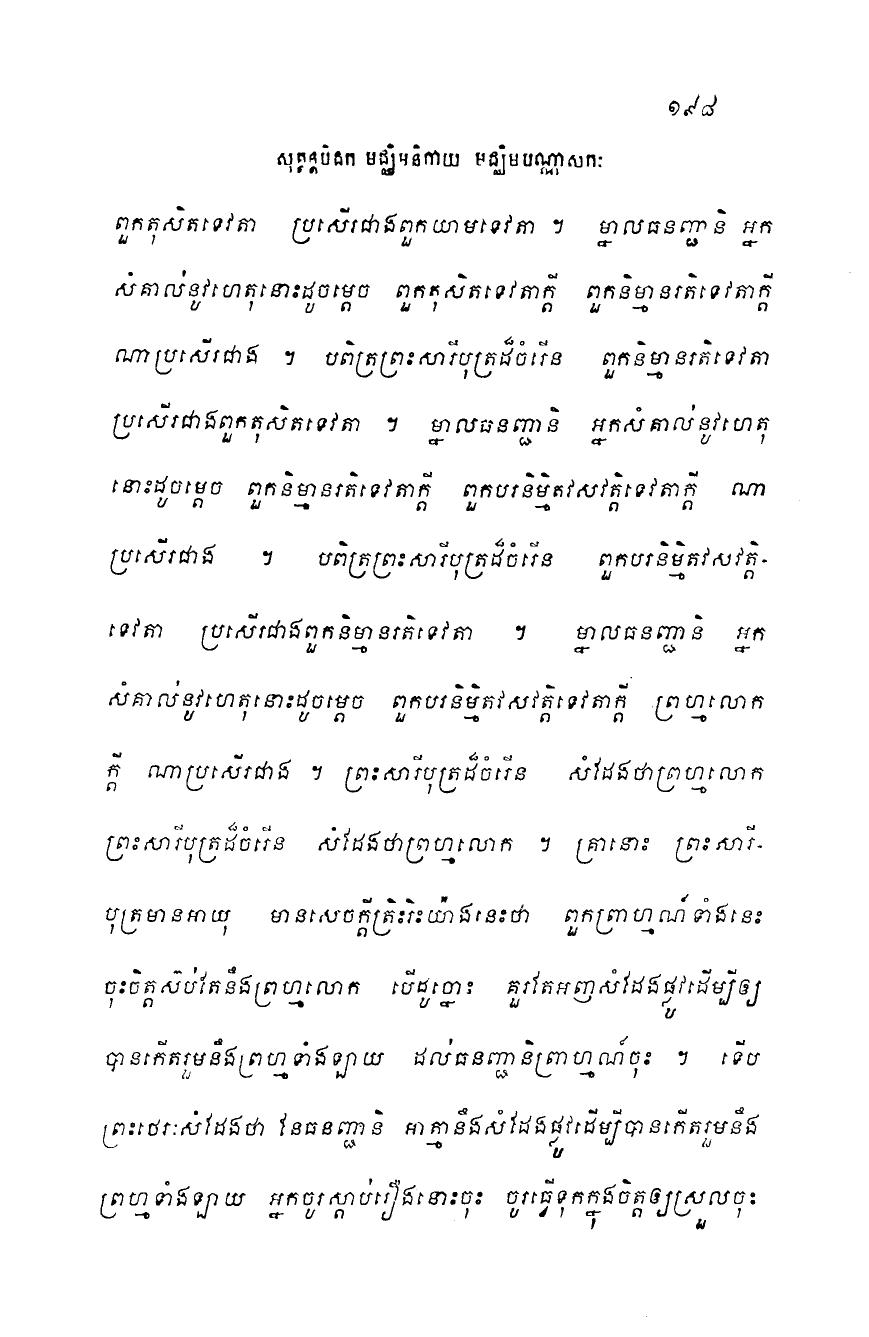 ១៩៨
សុត្តន្តបិដក មជ្ឈិមនិកាយ មជ្ឈិមបណ្ណាសកៈ
ពួកតុសិតទេវតា ប្រសើរជាងពួកយាមទេវតា ។ ម្នាលធនញ្ជានិ អ្នក
សំគាល់នូវហេតុនោះដូចម្តេច ពួកតុសិតទេវតាក្តី ពួកនិម្មានរតិទេវតាក្តី
ណាប្រសើរជាង ។ បពិត្រព្រះសារីបុត្រដ៏ចំរើន ពួកនិម្មានរតិទេវតា
ប្រសើរជាងពួកតុសិតទេវតា ។ ម្នាលធនញ្ជានិ អ្នកសំគាល់នូវហេតុ
នោះដូចម្តេច ពួកនិម្មានរតិទេវតាក្តី ពួកបរនិម្មិតវសវត្តិទេវតាក្តី ណា
ប្រសើរជាង ។ បពិត្រព្រះសារីបុត្រដ៏ចំរើន ពួកបរនិម្មិតវសវត្តិ-
ទេវតា ប្រសើរជាងពួកនិម្មានរតិទេវតា ។ ម្នាលធនញ្ជានិ អ្នក
សំគាល់នូវហេតុនោះដូចម្តេច ពួកបរនិម្មិតវសវត្តិទេវតាក្តី ព្រហ្មលោក
ក្តី ណាប្រសើរជាង ។ ព្រះសារីបុត្រដ៏ចំរើន សំដែងថាព្រហ្មលោក
ព្រះសារីបុត្រដ៏ចំរើន សំដែងថាព្រហ្មលោក ។ គ្រានោះ ព្រះសារី-
បុត្រមានអាយុ មានសេចក្តីត្រិះរិះយ៉ាងនេះថា ពួកព្រាហ្មណ៍ទាំងនេះ
ចុះចិត្តស៊ប់តែនឹងព្រហ្មលោក បើដូច្នោះ គួរតែអញសំដែងផ្លូវដើម្បីឲ្យ
បានកើតរួមនឹងព្រហ្មទាំងឡាយ ដល់ធនញ្ជានិព្រាហ្មណ៍ចុះ ។ ទើប
ព្រះថេរៈសំដែងថា នែធនញ្ជានិ អាត្មានឹងសំដែងផ្លូវដើម្បីបានកើតរួមនឹង
ព្រហ្មទាំងឡាយ អ្នកចូរស្តាប់រឿងនោះចុះ ចូរធ្វើទុកក្នុងចិត្តឲ្យស្រួលចុះ